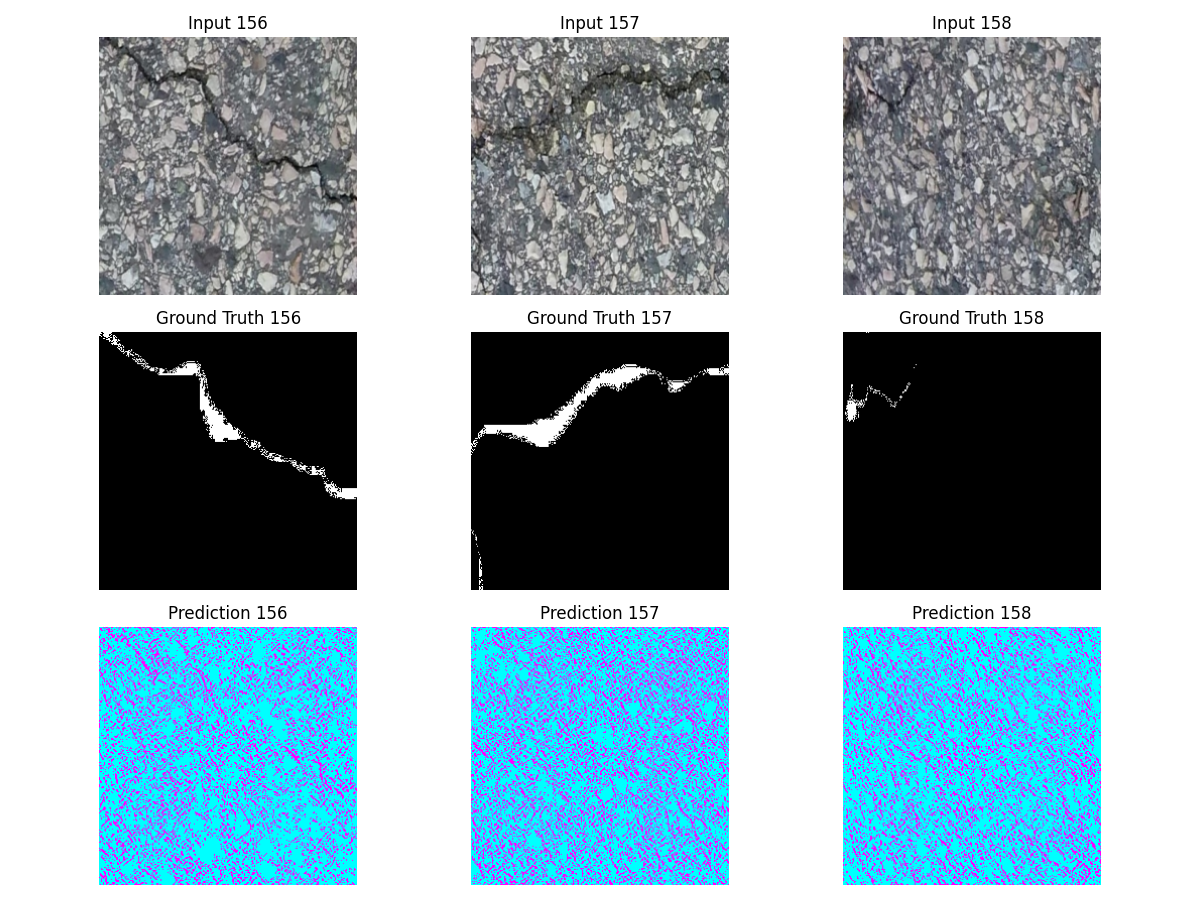 Input 156
Input 157
Input 158
Ground Truth 156
Ground Truth 157
Ground Truth 158
Prediction 156
Prediction 157
Prediction 158